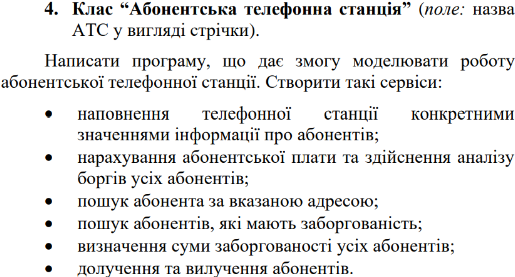 4. Клас “Абонентська телефонна станція” (поле: назва
АТС у вигляді стрічки).
Написати програму, що дає змогу моделювати роботу
абонентської телефонної станції. Створити такі сервіси:
• наповнення телефонної станції конкретними
значеннями інформації про абонентів;
• нарахування абонентської плати та здійснення аналізу
боргів усіх абонентів;
• пошук абонента за вказаною адресою;
• пошук абонентів, які мають заборгованість;
• визначення суми заборгованості усіх абонентів;
• долучення та вилучення абонентів.